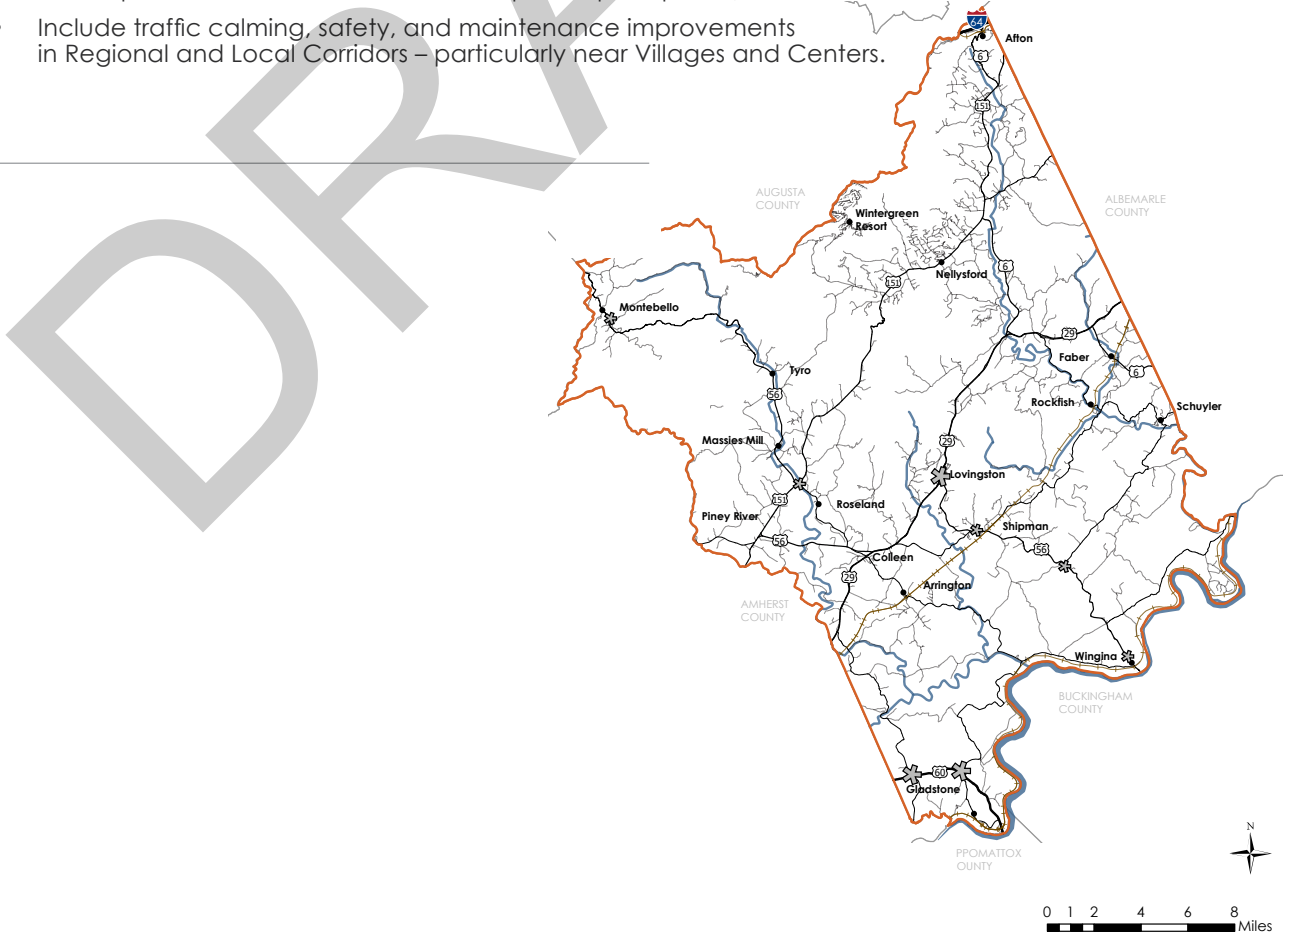 Include traffic calming, safety, and maintenance improvements
in Regional and Local Corridors – particularly near Villages and Centers.
DRA
64
Afton
6
151
AUGUSTA
COUNTY
ALBEMARLE
COUNTY
Wintergreen
Resort
6
Nellysford
151
Montebello
29
Faber
Tyro
6
56
Rockfish
Schuyler
Massies Mill
29
Lovingston
151
Roseland
Piney River
Shipman
56
56
Colleen
29
Arrington
AMHERST
COUNTY
Wingina
BUCKINGHAM
COUNTY
60
Gladstone
N
PPOMATTOX
OUNTY
0 1 2 4 6 8
Miles